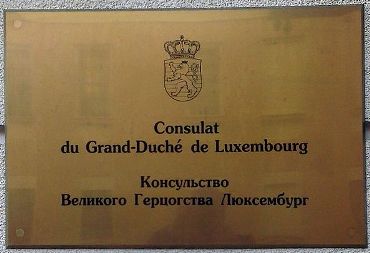 Consulat
du Grand-Duché de Luxembourg
Консульство
Великого Герцогства Люксембург